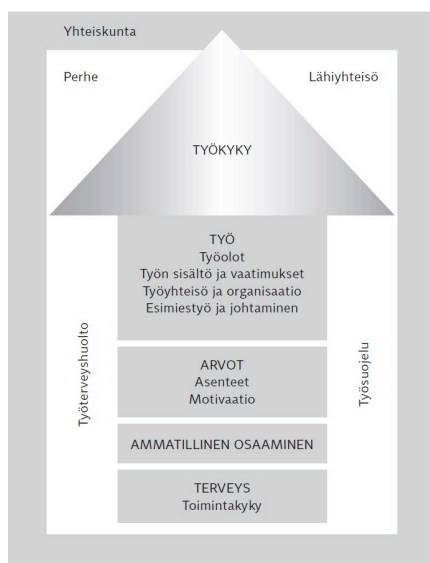 Yhteiskunta
Perhe
Lähiyhteisö
TYÖKYKY
TYÖ
Työolot
Työn sisältö ja vaatimukset
Työyhteisö ja organisaatio
Esimiestyö ja johtaminen
Työterveyshuolto
Työsuojelu
ARVOT
Asenteet
Motivaatio
AMMATILLINEN OSAAMINEN
TERVEYS
Toimintakyky